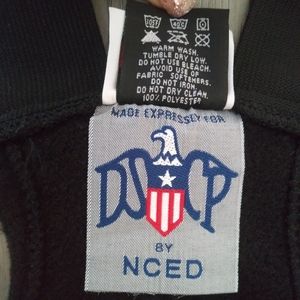 WARM WASH.
TUMBLE DRY LOW.
DO NOT USE BLEACH.
AVOID USE OF
FABRIC SOFTENERS.
DO NOT IRON.
DO NOT DRY CLEAN.
100% POLYESTER
MADE EXPRESSLY FOR
DSCP
BY
NCED